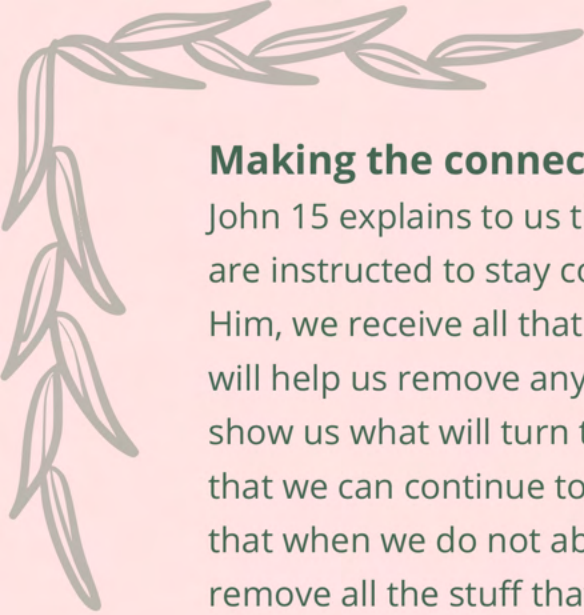 Making the connec
John 15 explains to us t
are instructed to stay co
Him, we receive all that
will help us remove any
show us what will turn t
that we can continue to
that when we do not ab
remove all the stuff tha